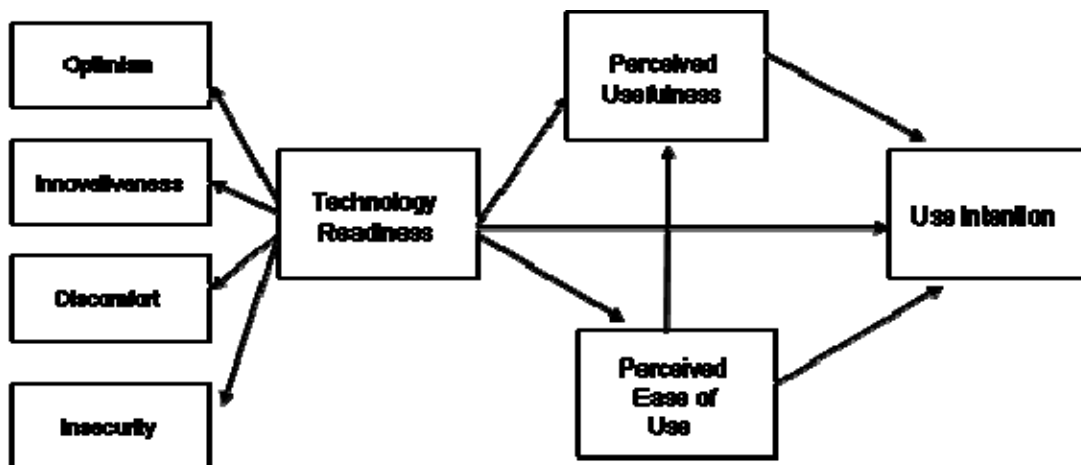 Optimism
Innovativeness
Discomfort
Insecurity
Technology
Readiness
Perceived
Usefulness
Perceived
Ease of
Use
Use Intention